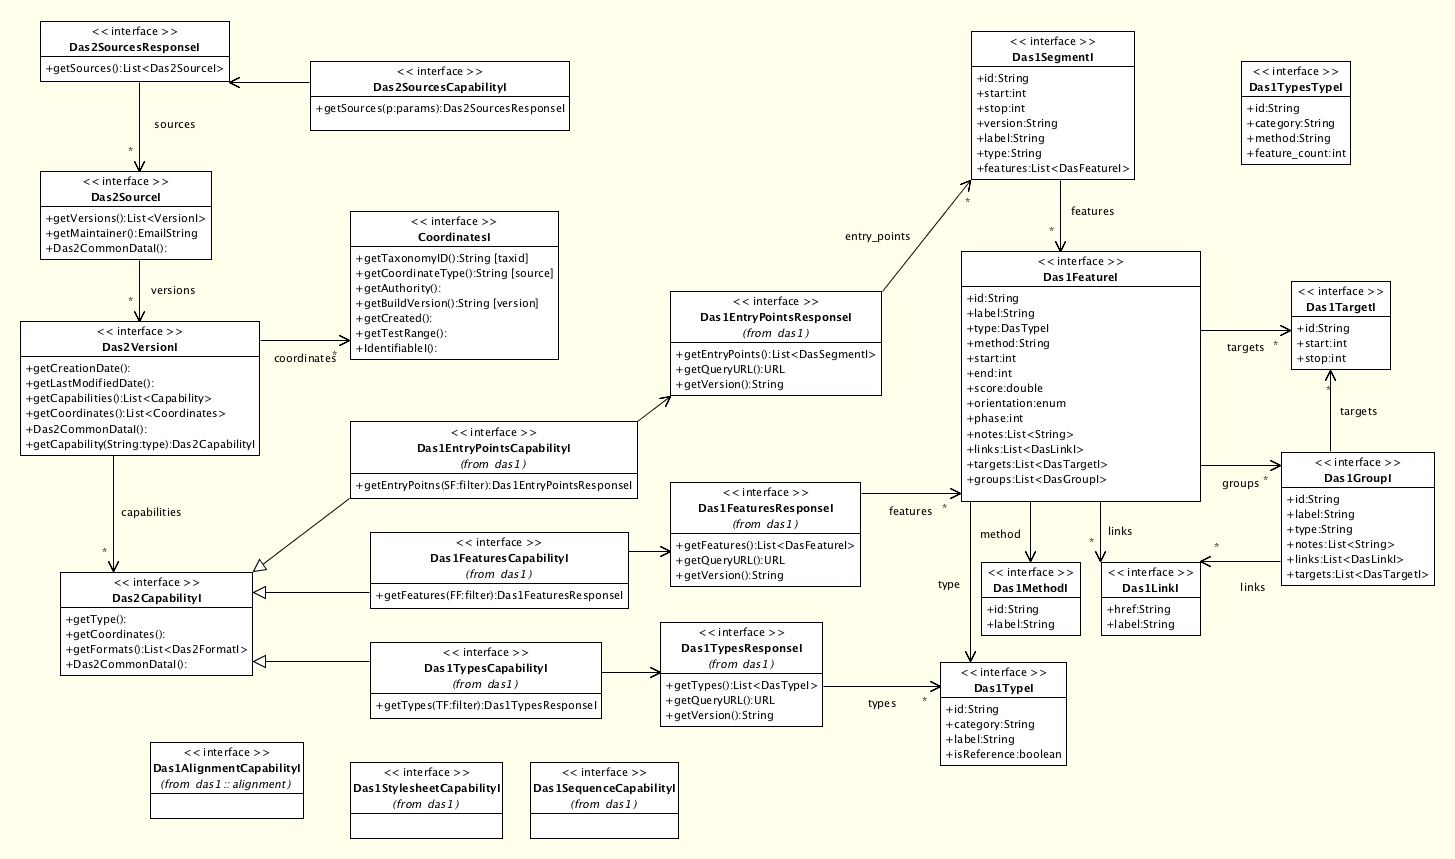 << interface >>
Das2SourcesResponseI
+getSources():List<Das2SourceI>
<< interface >>
Das2SourcesCapabilityI
+getSources(p:params):Das2SourcesResponseI
sources
*
<< interface >>
Das2SourceI
+getVersions():List<VersionI>
+getMaintainer():EmailString
+Das2CommonDataI():
versions
*
<< interface >>
Das2VersionI
+getCreationDate():
+getLastModifiedDate():
+getCapabilities():List<Capability>
+getCoordinates():List<Coordinates>
+Das2CommonDataI():
+getCapability(String:type):Das2CapabilityI
coordinates
*
<< interface >>
CoordinatesI
+getTaxonomyID():String [taxid]
+getCoordinateType():String [source]
+getAuthority():
+getBuildVersion():String [version]
+getCreated():
+getTestRange():
+IdentifiableI():
capabilities
*
<< interface >>
Das2CapabilityI
+getType():
+getCoordinates():
+getFormats():List<Das2FormatI>
+Das2CommonDataI():
<< interface >>
Das1EntryPointsCapabilityI
(from das1)
+getEntryPoitns(SF:filter):Das1EntryPointsResponseI
<< interface >>
Das1FeaturesCapabilityI
(from das1)
+getFeatures(FF:filter):Das1FeaturesResponseI
<< interface >>
Das1TypesCapabilityI
(from das1)
+getTypes(TF:filter):Das1TypesResponseI
<< interface >>
Das1AlignmentCapabilityI
(from das1::alignment)
<< interface >>
Das1StylesheetCapabilityI
(from das1)
<< interface >>
Das1SequenceCapabilityI
(from das1)
<< interface >>
Das1EntryPointsResponseI
(from das1)
+getEntryPoints():List<DasSegmentI>
+getQueryURL():URL
+getVersion():String
entry_points
*
<< interface >>
Das1FeaturesResponseI
(from das1)
+getFeatures():List<DasFeatureI>
+getQueryURL():URL
+getVersion():String
features
*
<< interface >>
Das1TypesResponseI
(from das1)
+getTypes():List<DasTypeI>
+getQueryURL():URL
+getVersion():String
types
*
<< interface >>
Das1SegmentI
+id:String
+start:int
+stop:int
+version:String
+label:String
+type:String
+features:List<DasFeatureI>
features
*
<< interface >>
Das1TypesTypeI
+id:String
+category:String
+method:String
+feature_count:int
<< interface >>
Das1FeatureI
+id:String
+label:String
+type:DasTypeI
+method:String
+start:int
+end:int
+score:double
+orientation:enum
+phase:int
+notes:List<String>
+links:List<DasLinkI>
+targets:List<DasTargetI>
+groups:List<DasGroupI>
targets
*
<< interface >>
Das1TargetI
+id:String
+start:int
+stop:int
*
targets
groups
*
<< interface >>
Das1GroupI
+id:String
+label:String
+type:String
+notes:List<String>
+links:List<DasLinkI>
+targets:List<DasTargetI>
*
links
method
links
*
type
<< interface >>
Das1MethodI
+id:String
+label:String
<< interface >>
Das1LinkI
+href:String
+label:String
<< interface >>
Das1TypeI
+id:String
+category:String
+label:String
+isReference:boolean